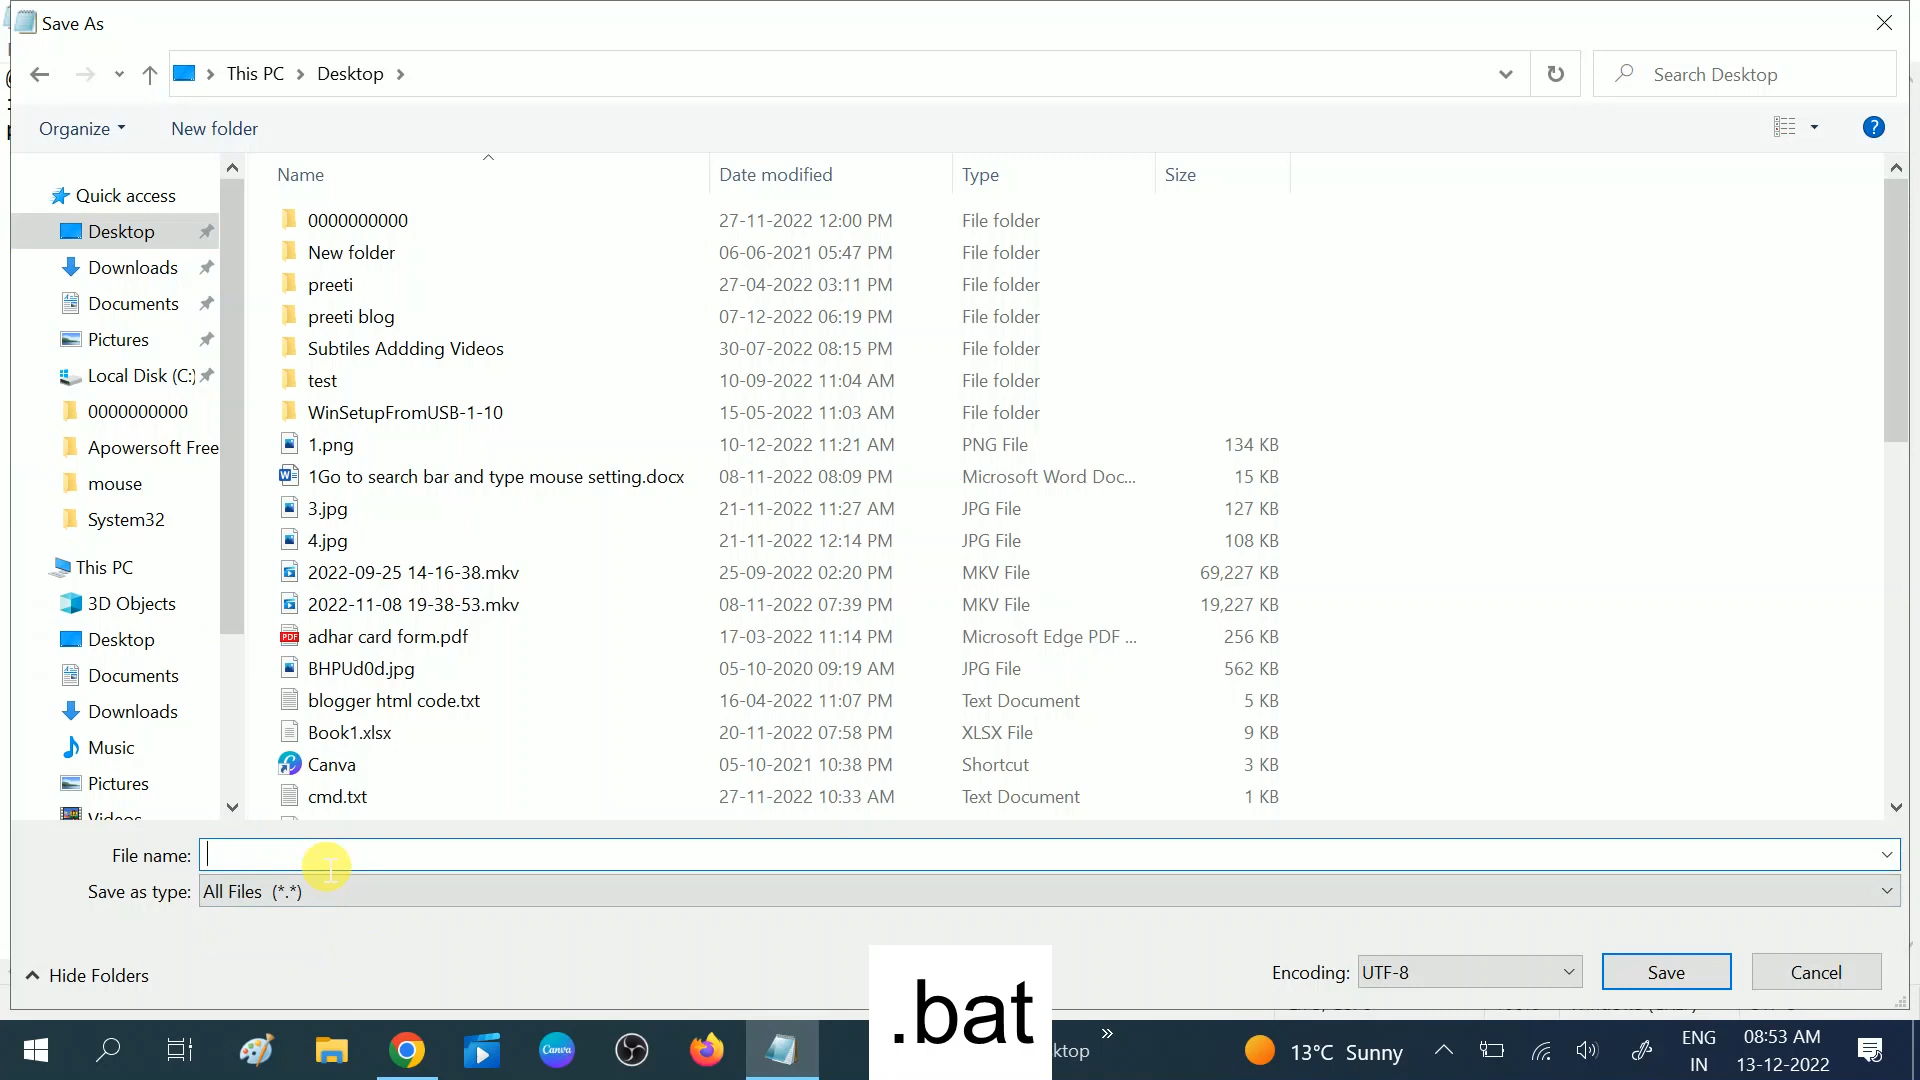 Save As
This PC Desktop
Search Desktop
Organize
New folder
?
Name Date modified Type Size
Quick access
Desktop
Downloads
Documents
Pictures
Local Disk (C:)
0000000000
Apowersoft Free
mouse
System32
This PC
3D Objects
Desktop
Documents
Downloads
Music
Pictures
Videos
0000000000 27-11-2022 12:00 PM File folder
New folder 06-06-2021 05:47 PM File folder
preeti 27-04-2022 03:11 PM File folder
preeti blog 07-12-2022 06:19 PM File folder
Subtiles Addding Videos 30-07-2022 08:15 PM File folder
test 10-09-2022 11:04 AM File folder
WinSetupFromUSB-1-10 15-05-2022 11:03 AM File folder
1.png 10-12-2022 11:21 AM PNG File 134 KB
1Go to search bar and type mouse setting.docx 08-11-2022 08:09 PM Microsoft Word Doc... 15 KB
3.jpg 21-11-2022 11:27 AM JPG File 127 KB
4.jpg 21-11-2022 12:14 PM JPG File 108 KB
2022-09-25 14-16-38.mkv 25-09-2022 02:20 PM MKV File 69,227 KB
2022-11-08 19-38-53.mkv 08-11-2022 07:39 PM MKV File 19,227 KB
adhar card form.pdf 17-03-2022 11:14 PM Microsoft Edge PDF ... 256 KB
BHPUd0d.jpg 05-10-2020 09:19 AM JPG File 562 KB
blogger html code.txt 16-04-2022 11:07 PM Text Document 5 KB
Book1.xlsx 20-11-2022 07:58 PM XLSX File 9 KB
Canva 05-10-2021 10:38 PM Shortcut 3 KB
cmd.txt 27-11-2022 10:33 AM Text Document 1 KB
File name:
Save as type: All Files (*.*)
Hide Folders
Encoding: UTF-8
Save
Cancel
.bat
ktop
Canva
13°C Sunny
ENG
IN
08:53 AM
13-12-2022